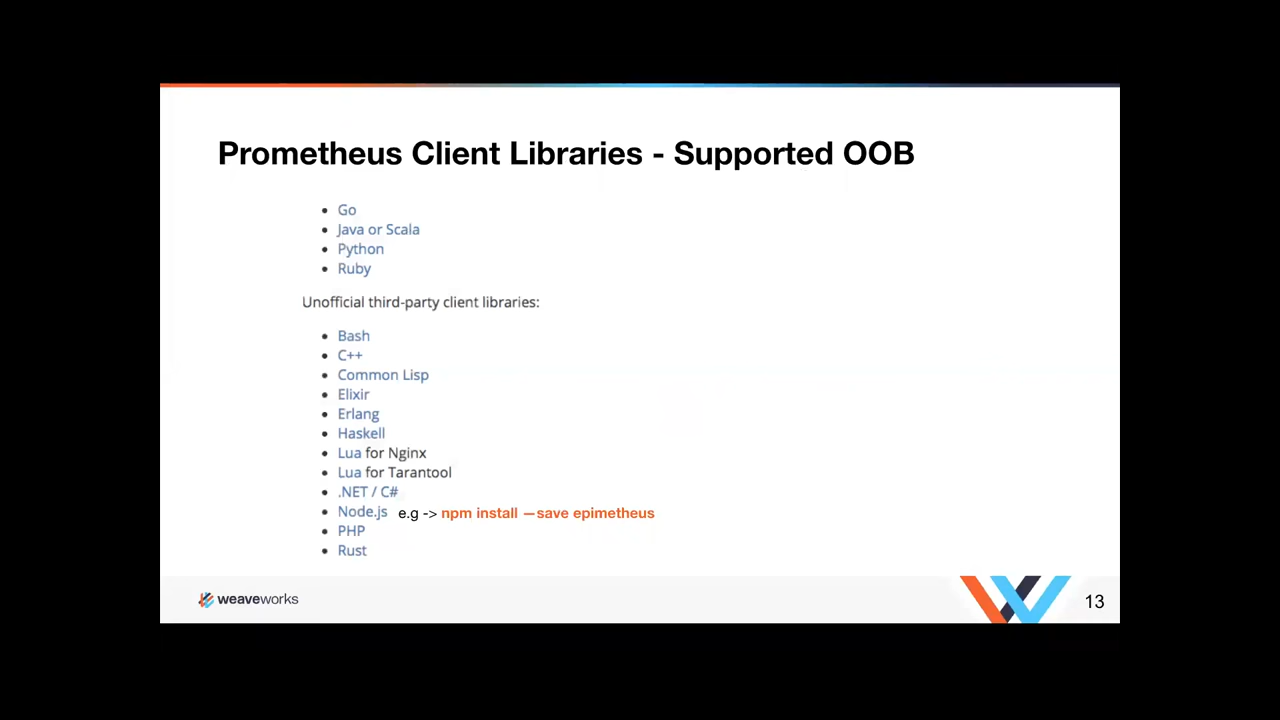 Prometheus Client Libraries - Supported OOB
• Go
• Java or Scala
• Python
• Ruby
Unofficial third-party client libraries:
• Bash
• C++
• Common Lisp
• Elixir
• Erlang
• Haskell
• Lua for Nginx
• Lua for Tarantool
• .NET / C#
• Node.js e.g -> npm install —save epimetheus
• PHP
• Rust
weaveworks
13